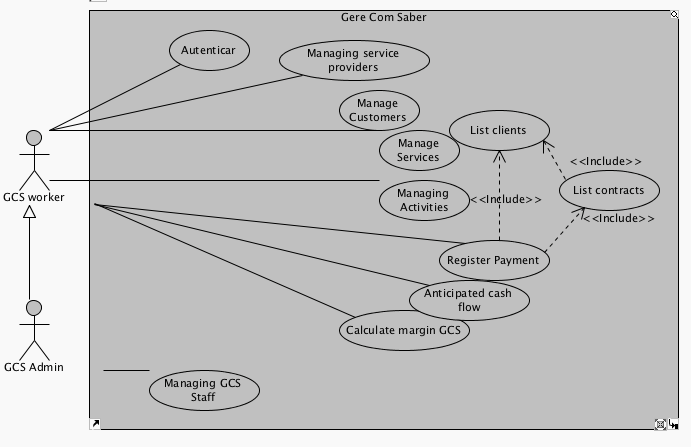 Gere Com Saber
Autenticar
Managing service
providers
Manage
Customers
List clients
Manage
Services
<<Include>>
List contracts
GCS worker
Managing
Activities
<<Include>>
<<Include>>
Register Payment
Anticipated cash
flow
Calculate margin GCS
GCS Admin
Managing GCS
Staff